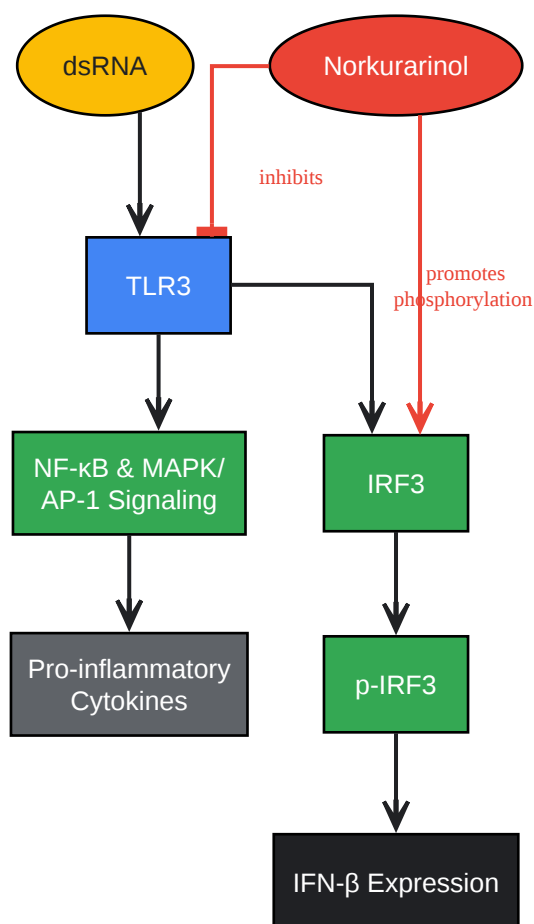 dsRNA
Norkurarinol
inhibits
TLR3
promotes
phosphorylation
NF-κB & MAPK/
AP-1 Signaling
IRF3
Pro-inflammatory
Cytokines
p-IRF3
IFN-β Expression